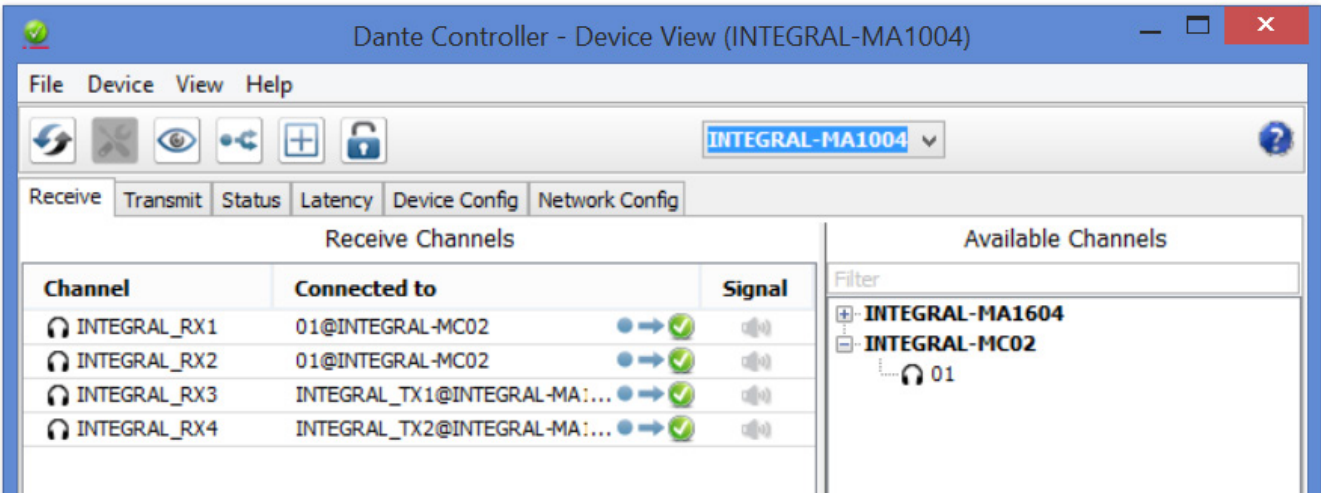 Dante Controller - Device View (INTEGRAL-MA1004)
File Device View Help
INTEGRAL-MA1004
Receive Transmit Status Latency Device Config Network Config
Receive Channels Available Channels
Channel Connected to Signal Filter
INTEGRAL_RX1 01@INTEGRAL-MC02 INTEGRAL-MA1604
INTEGRAL_RX2 01@INTEGRAL-MC02 INTEGRAL-MC02
INTEGRAL_RX3 INTEGRAL_TX1@INTEGRAL-MA1... 01
INTEGRAL_RX4 INTEGRAL_TX2@INTEGRAL-MA1...